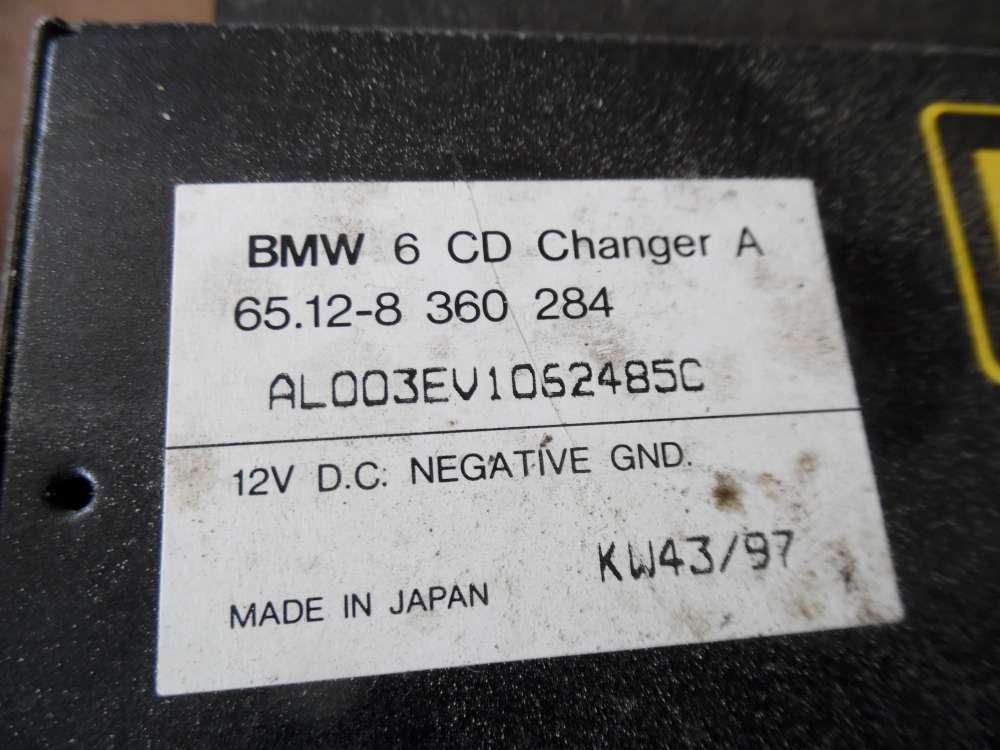 BMW 6 CD Changer A
65.12-8 360 284
AL003EV1062485C
12V D.C. NEGATIVE GND.
KW43/97
MADE IN JAPAN